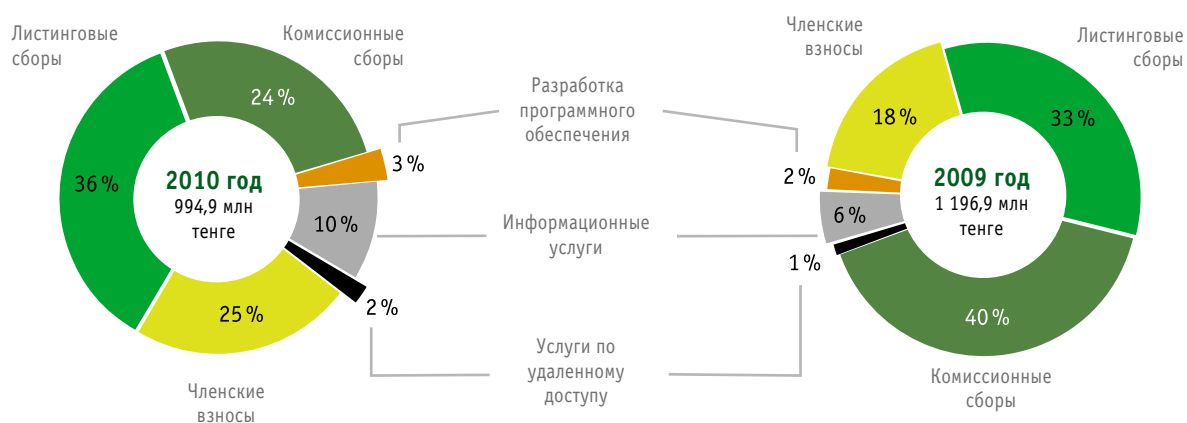 Листинговые
сборы
Комиссионные
сборы
24 %
3 %
36 %
2010 год
994,9 млн
тенге
10 %
25 %
2 %
Членские
взносы
Разработка
программного
обеспечения
Информационные
услуги
Услуги по
удаленному
доступу
Членские
взносы
Листинговые
сборы
18 %
33 %
2 %
2009 год
1 196,9 млн
тенге
6 %
1 %
40 %
Комиссионные
сборы